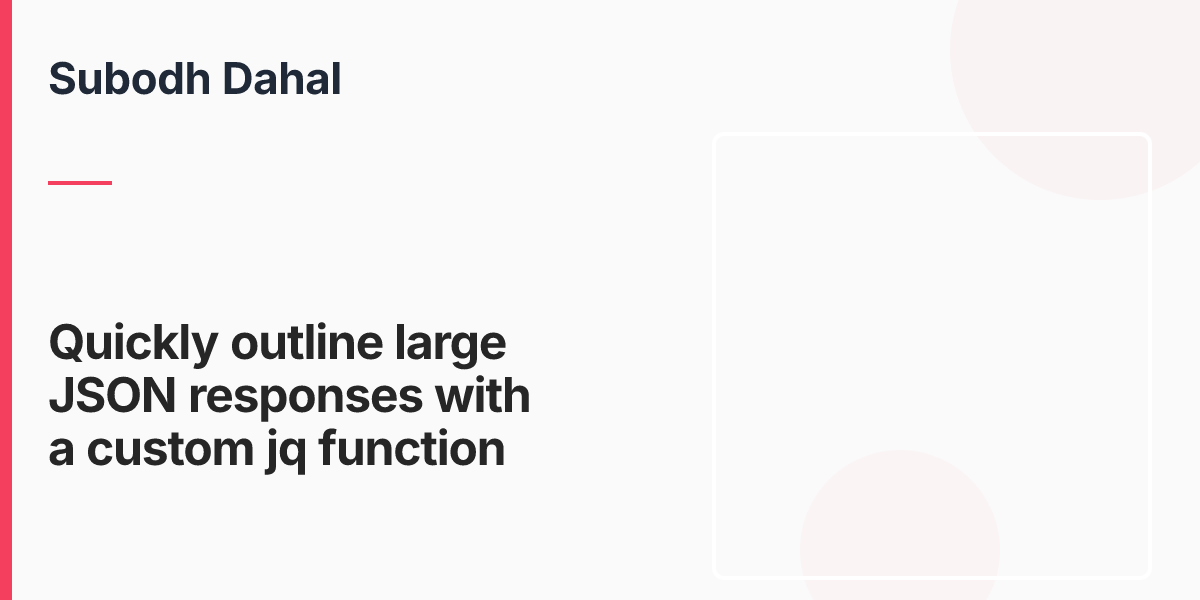 Subodh Dahal
Quickly outline large
JSON responses with
a custom jq function